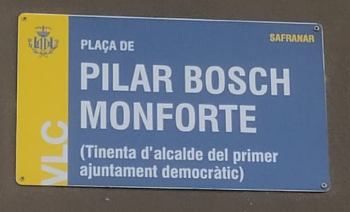 SAFRANAR
PLAÇA DE
PILAR BOSCH
MONFORTE
(Tinenta d'alcalde del primer
ajuntament democràtic)
VLC